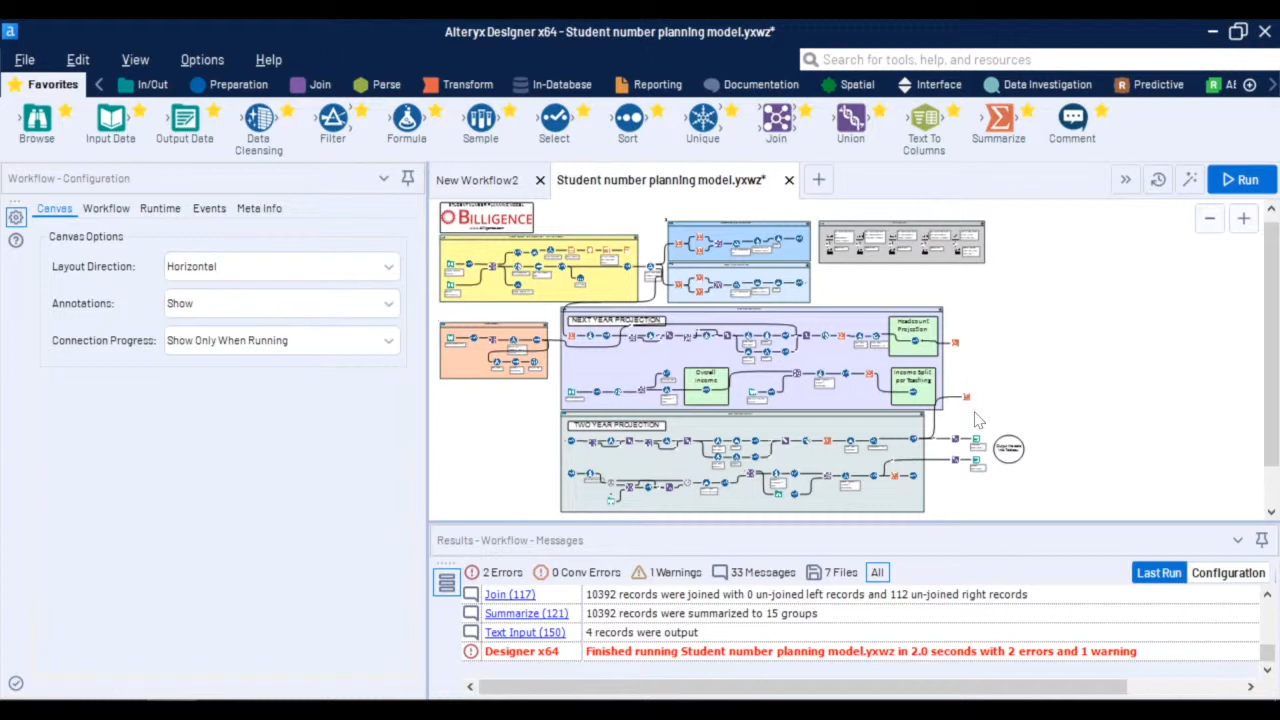 Alteryx Designer x64 - Student number planning model.yxwz*
File Edit View Options Help
Search for tools, help, and resources
Favorites In/Out Preparation Join Parse Transform In-Database Reporting Documentation Spatial Interface Data Investigation Predictive
Browse Input Data Output Data Data Cleansing Filter Formula Sample Select Sort Unique Join Union Text To Columns Summarize Comment
Workflow - Configuration
New Workflow2
Student number planning model.yxwz*
Run
Canvas Workflow Runtime Events Meta Info
Canvas Options
Layout Direction: Horizontal
Annotations: Show
Connection Progress: Show Only When Running
BILLIGENCE
NEXT YEAR PROJECTION
Headcount
Projection
Overall
Income
Income Split
per Teaching
TWO YEAR PROJECTION
Results - Workflow - Messages
2 Errors 0 Conv Errors 1 Warnings 33 Messages 7 Files All
Last Run Configuration
Join (117) 10392 records were joined with 0 un-joined left records and 112 un-joined right records
Summarize (121) 10392 records were summarized to 15 groups
Text Input (150) 4 records were output
Designer x64 Finished running Student number planning model.yxwz in 2.0 seconds with 2 errors and 1 warning